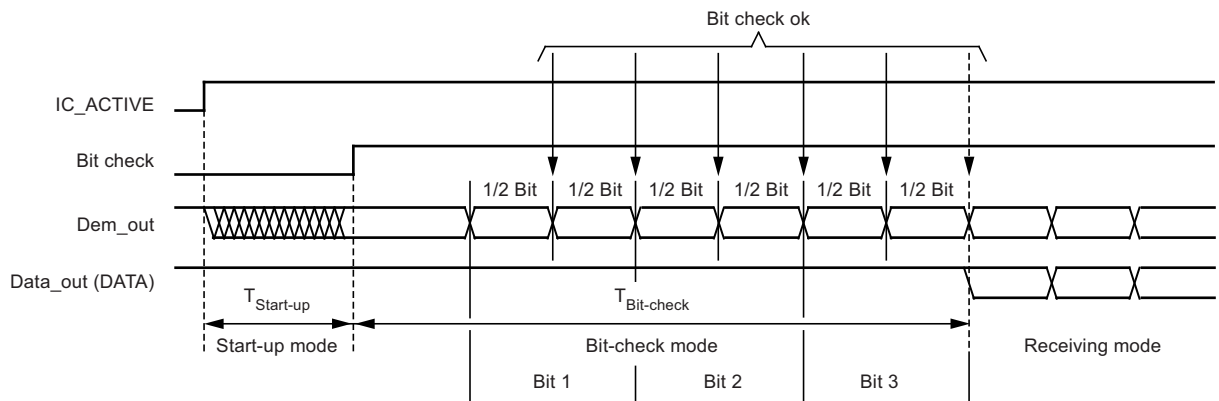 Bit check ok
IC_ACTIVE
Bit check
1/2 Bit 1/2 Bit 1/2 Bit 1/2 Bit 1/2 Bit 1/2 Bit
Dem_out
Data_out (DATA)
TStart-up TBit-check
Start-up mode Bit-check mode Receiving mode
Bit 1 Bit 2 Bit 3